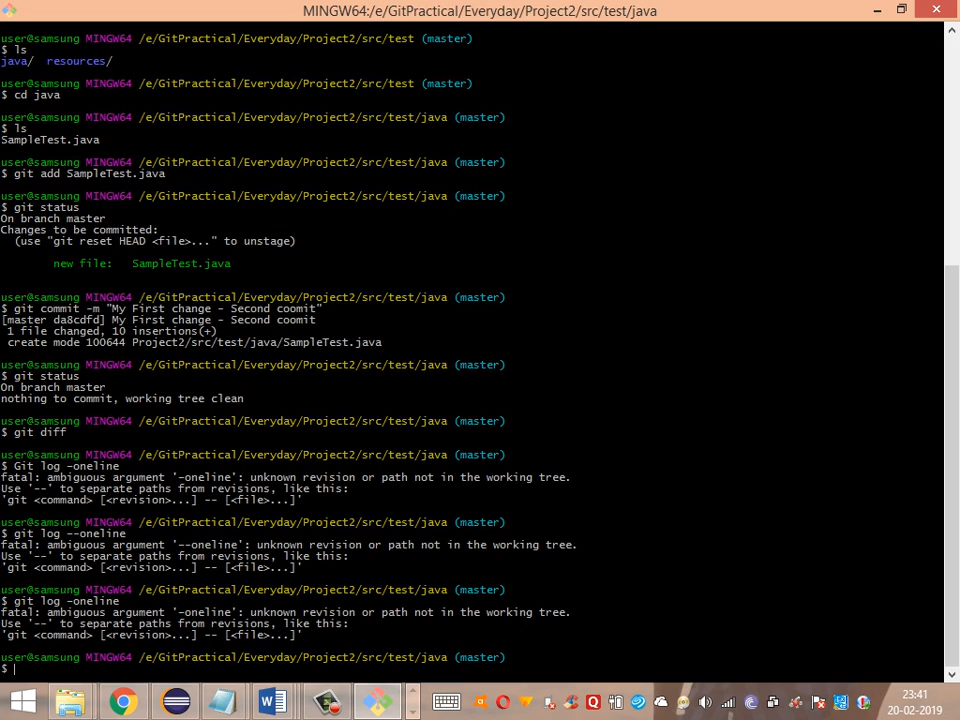 MINGW64:/e/GitPractical/Everyday/Project2/src/test/java
user@samsung MINGW64 /e/GitPractical/Everyday/Project2/src/test (master)
$ ls
java/  resources/
user@samsung MINGW64 /e/GitPractical/Everyday/Project2/src/test (master)
$ cd java
user@samsung MINGW64 /e/GitPractical/Everyday/Project2/src/test/java (master)
$ ls
SampleTest.java
user@samsung MINGW64 /e/GitPractical/Everyday/Project2/src/test/java (master)
$ git add SampleTest.java
user@samsung MINGW64 /e/GitPractical/Everyday/Project2/src/test/java (master)
$ git status
On branch master
Changes to be committed:
  (use "git reset HEAD <file>..." to unstage)
        new file:   SampleTest.java
user@samsung MINGW64 /e/GitPractical/Everyday/Project2/src/test/java (master)
$ git commit -m "My First change - Second coomit"
[master da8cdfd] My First change - Second coomit
 1 file changed, 10 insertions(+)
 create mode 100644 Project2/src/test/java/SampleTest.java
user@samsung MINGW64 /e/GitPractical/Everyday/Project2/src/test/java (master)
$ git status
On branch master
nothing to commit, working tree clean
user@samsung MINGW64 /e/GitPractical/Everyday/Project2/src/test/java (master)
$ git diff
user@samsung MINGW64 /e/GitPractical/Everyday/Project2/src/test/java (master)
$ Git log -oneline
fatal: ambiguous argument '-oneline': unknown revision or path not in the working tree.
Use '--' to separate paths from revisions, like this:
'git <command> [<revision>...] -- [<file>...]'
user@samsung MINGW64 /e/GitPractical/Everyday/Project2/src/test/java (master)
$ git log --oneline
fatal: ambiguous argument '--oneline': unknown revision or path not in the working tree.
Use '--' to separate paths from revisions, like this:
'git <command> [<revision>...] -- [<file>...]'
user@samsung MINGW64 /e/GitPractical/Everyday/Project2/src/test/java (master)
$ git log -oneline
fatal: ambiguous argument '-oneline': unknown revision or path not in the working tree.
Use '--' to separate paths from revisions, like this:
'git <command> [<revision>...] -- [<file>...]'
user@samsung MINGW64 /e/GitPractical/Everyday/Project2/src/test/java (master)
$
23:41
20-02-2019